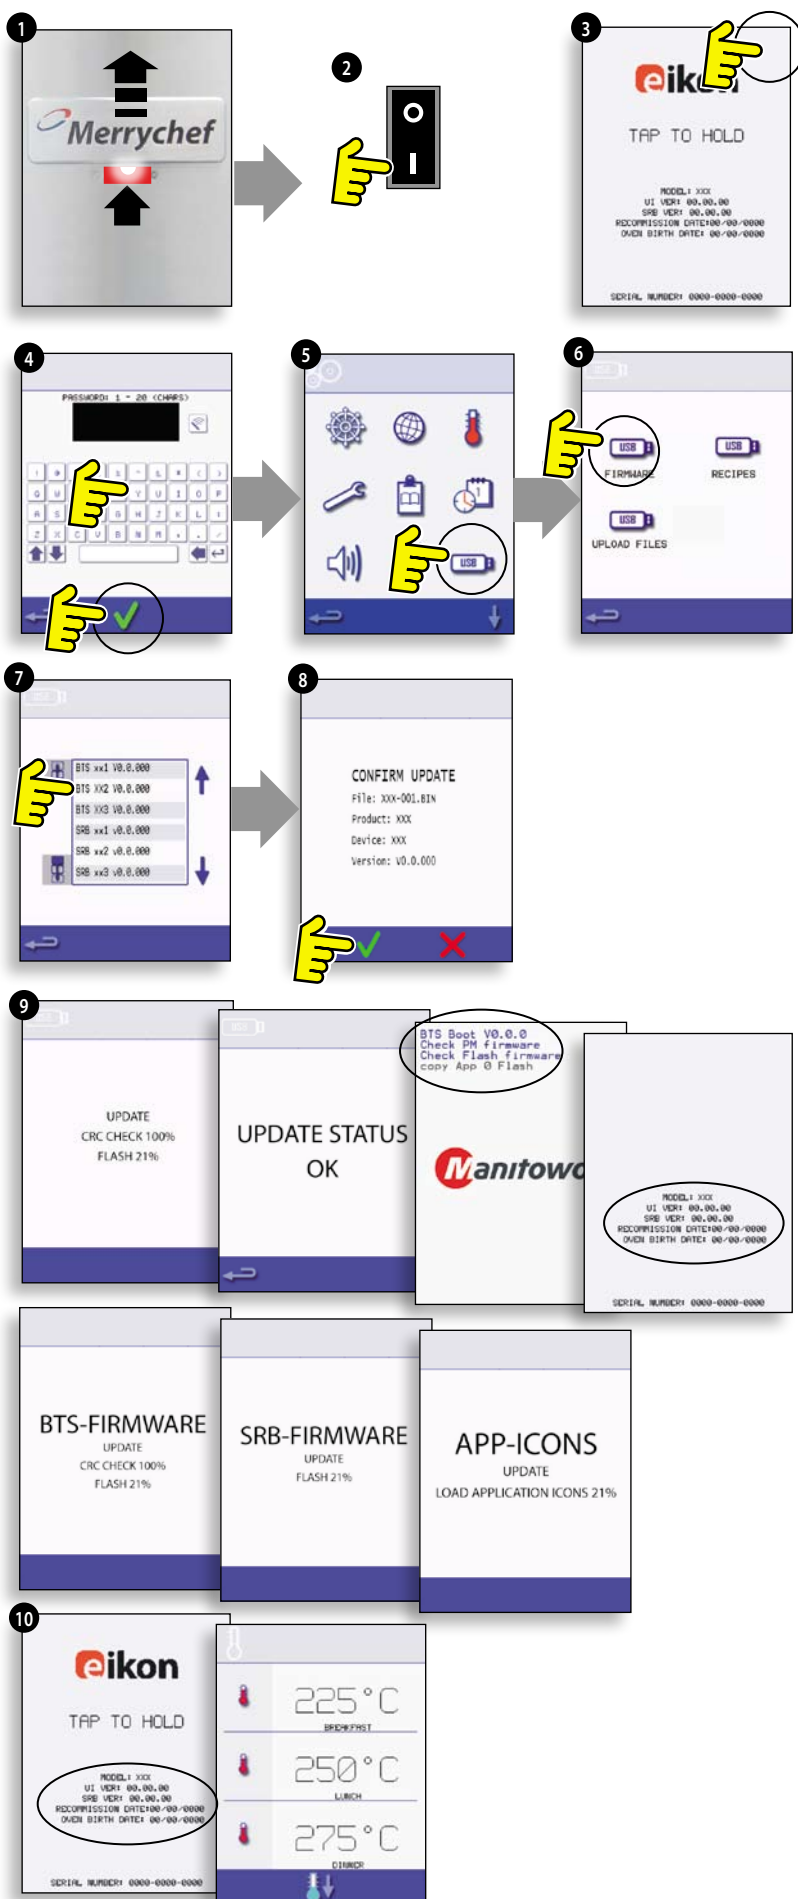 1
Merrychef
2
3
eikon
TAP TO HOLD
MODEL: XXX
UI VER: 00.00.00
SRB VER: 00.00.00
RECOMMISSION DATE:00/00/0000
OVEN BIRTH DATE: 00/00/0000
SERIAL NUMBER: 0000-0000-0000
4
PASSWORD: 1 - 20 (CHARS)
Y U I O P
A S G H J K L
Z X C V B N M
5
USB
6
USB
FIRMWARE
USB
RECIPES
USB
UPLOAD FILES
7
USB
BTS xx1 V0.0.000
BTS XX2 V0.0.000
BTS XX3 V0.0.000
SRB xx1 v0.0.000
SRB xx2 v0.0.000
SRB xx3 v0.0.000
8
CONFIRM UPDATE
File: XXX-001.BIN
Product: XXX
Device: XXX
Version: V0.0.000
9
UPDATE
CRC CHECK 100%
FLASH 21%
USB
UPDATE STATUS
OK
BTS Boot V0.0.0
Check PM firmware
Check Flash firmware
copy App 0 Flash
Manitowo
MODEL: XXX
UI VER: 00.00.00
SRB VER: 00.00.00
RECOMMISSION DATE:00/00/0000
OVEN BIRTH DATE: 00/00/0000
SERIAL NUMBER: 0000-0000-0000
BTS-FIRMWARE
UPDATE
CRC CHECK 100%
FLASH 21%
SRB-FIRMWARE
UPDATE
FLASH 21%
APP-ICONS
UPDATE
LOAD APPLICATION ICONS 21%
10
eikon
TAP TO HOLD
MODEL: XXX
UI VER: 00.00.00
SRB VER: 00.00.00
RECOMMISSION DATE:00/00/0000
OVEN BIRTH DATE: 00/00/0000
SERIAL NUMBER: 0000-0000-0000
225°C
BREAKFAST
250°C
LUNCH
275°C
DINNER